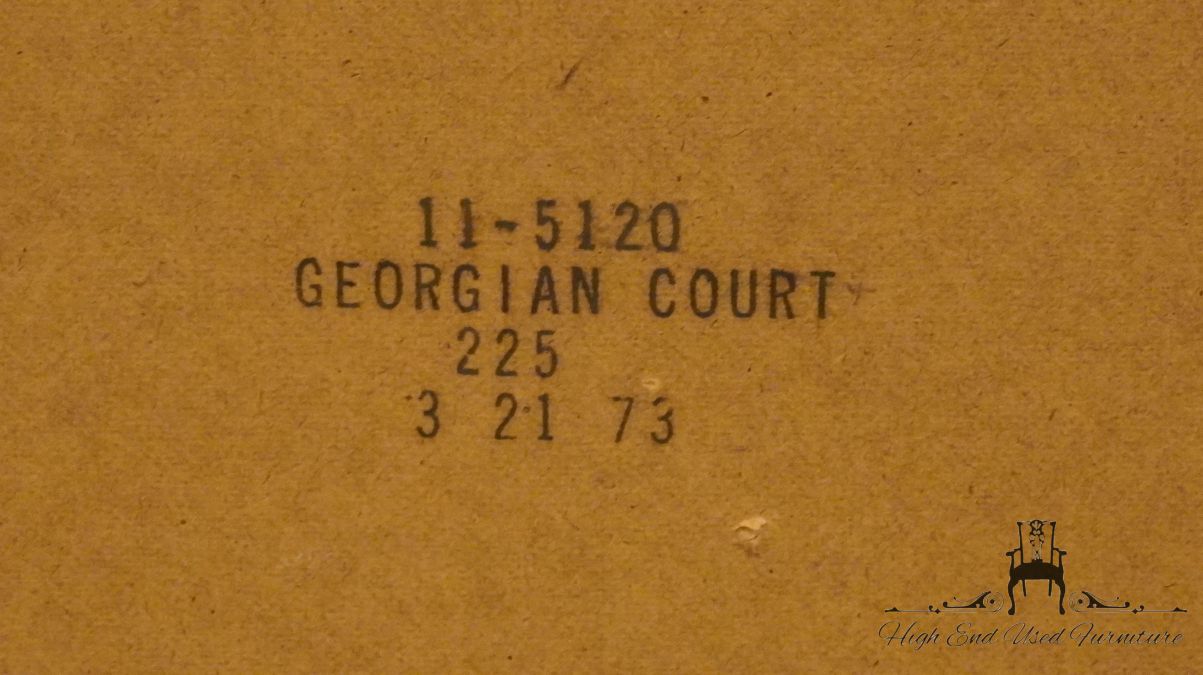 11-5120
GEORGIAN COURT
225
3 21 73
High End Used Furniture